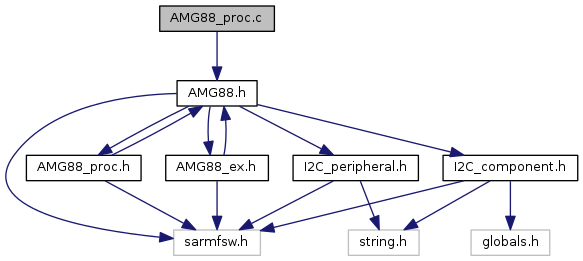 AMG88_proc.c
AMG88.h
AMG88_proc.h
AMG88_ex.h
I2C_peripheral.h
I2C_component.h
sarmfsw.h
string.h
globals.h